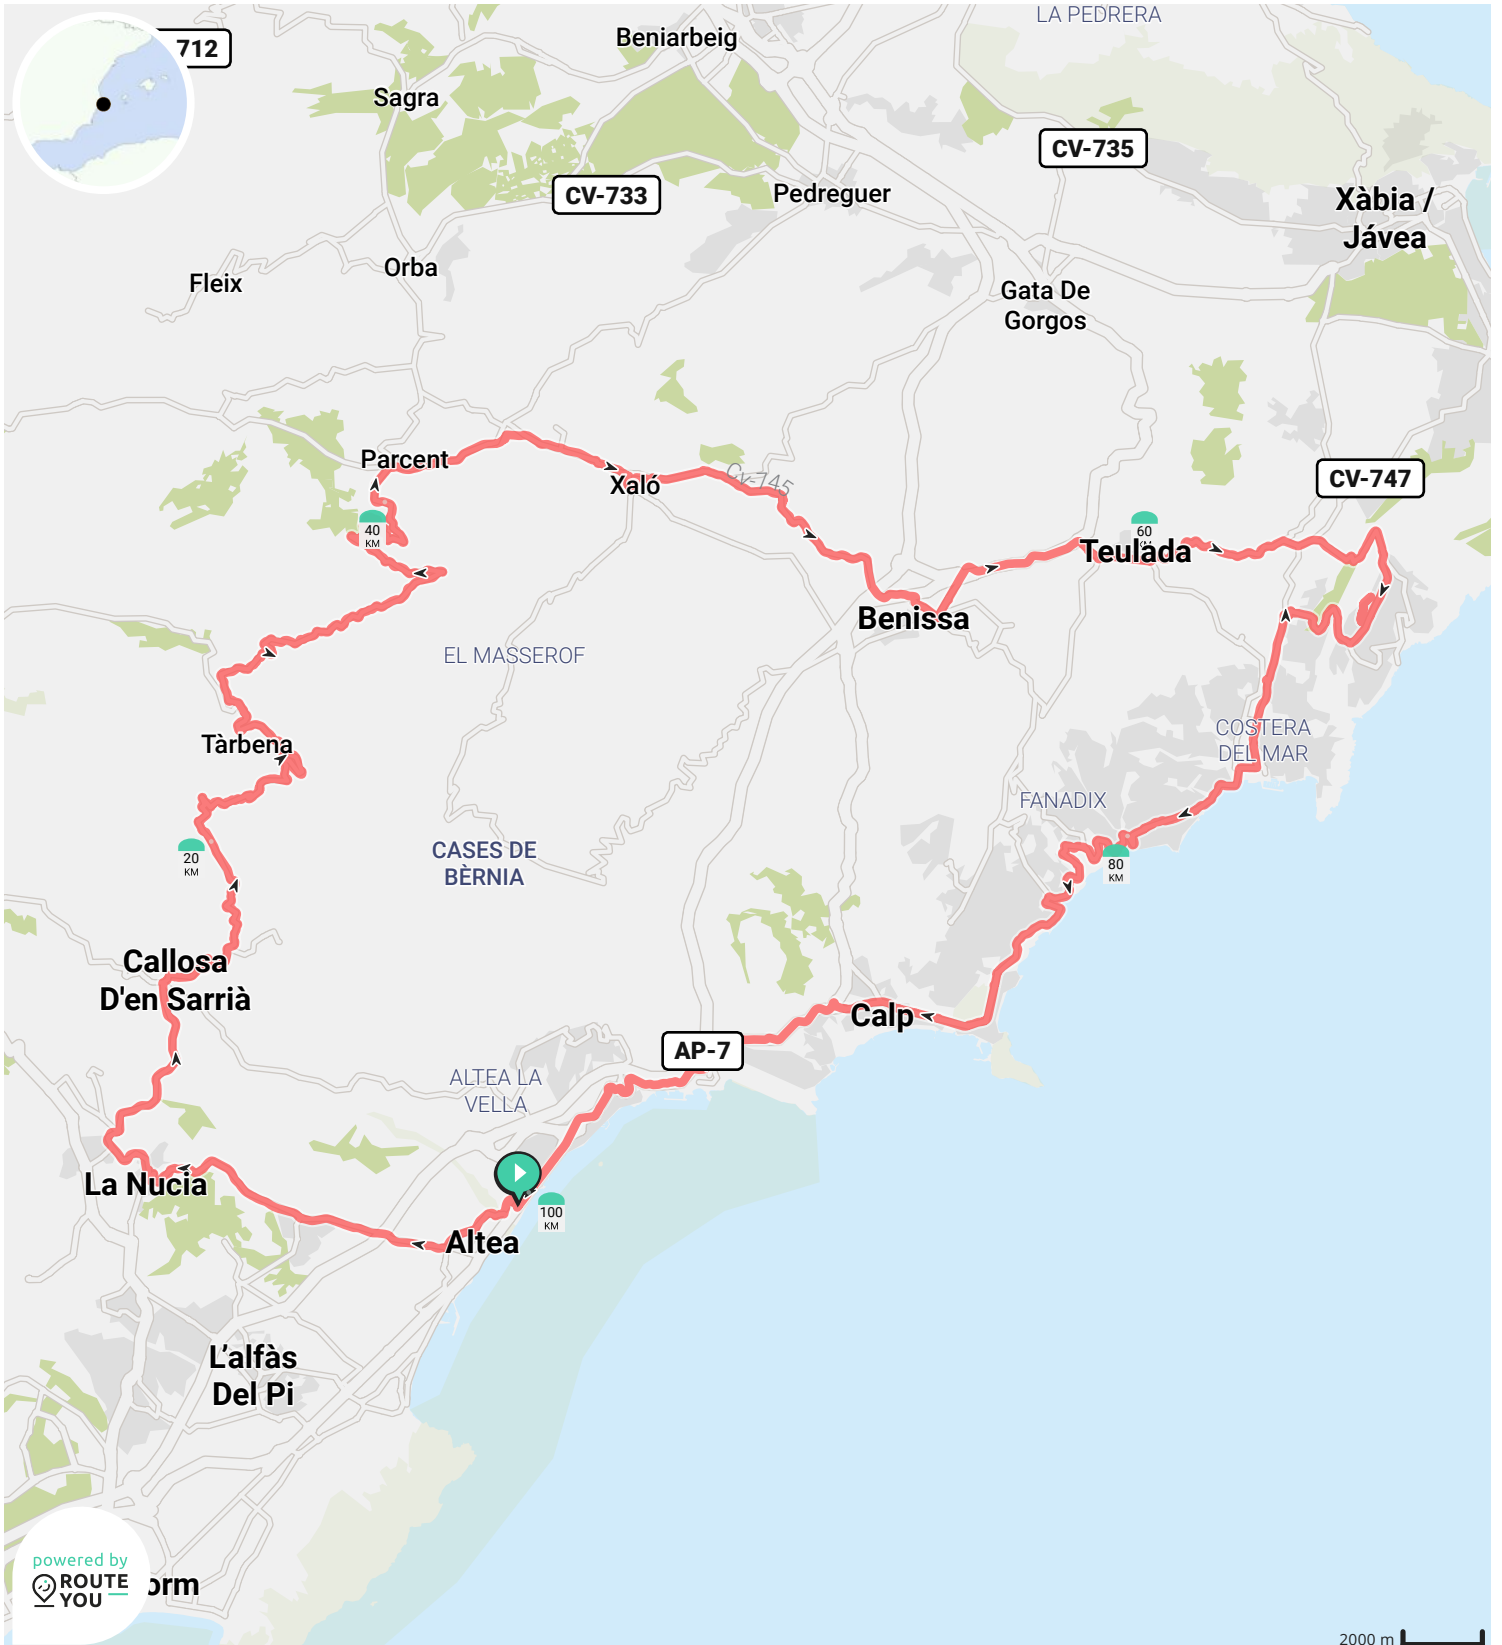 LA PEDRERA
Beniarbeig
712
Sagra
CV-735
CV-733
Pedreguer
Xàbia /
Jávea
Orba
Fleix
Gata De
Gorgos
Parcent
CV-747
Xaló
CV-745
40
KM
60
Teulada
Benissa
EL MASSEROF
COSTERA
DEL MAR
Tàrbena
FANADIX
CASES DE
BÈRNIA
20
KM
80
KM
Callosa
D'en Sarrià
Calp
AP-7
ALTEA LA
VELLA
La Nucia
100
KM
Altea
L'alfàs
Del Pi
powered by
ROUTE
YOU
orm
2000 m